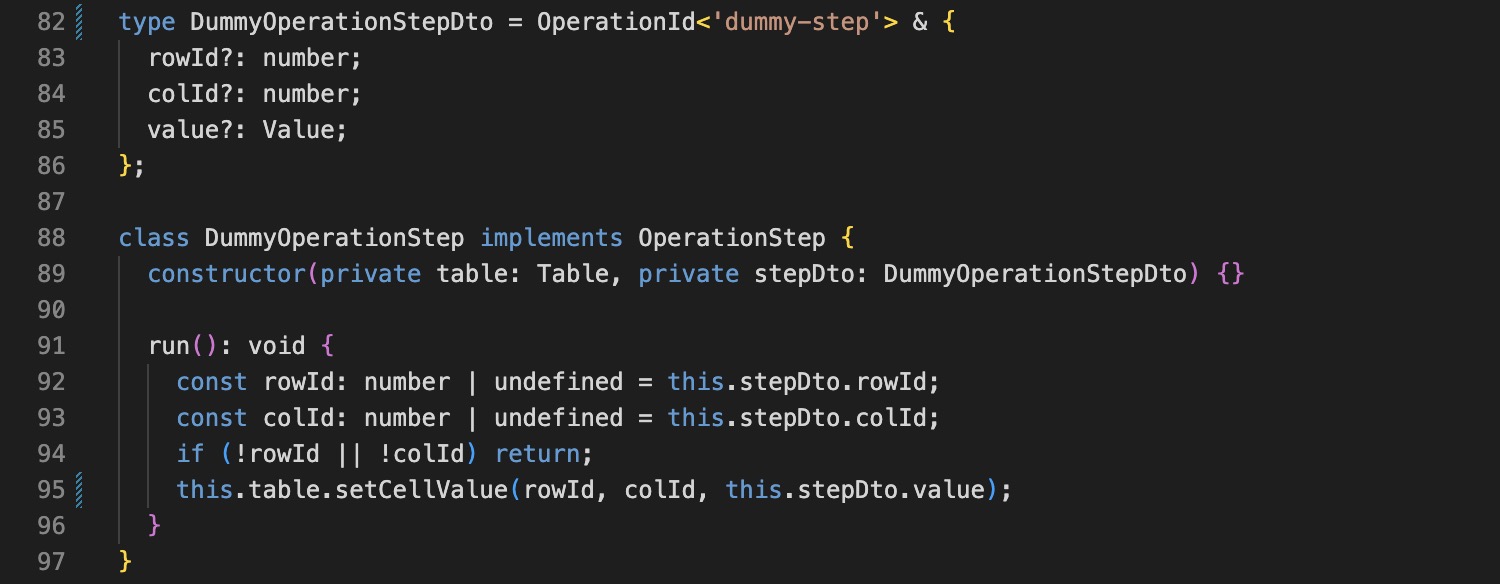 82 type DummyOperationStepDto = OperationId<'dummy-step'> & {
83   rowId?: number;
84   colId?: number;
85   value?: Value;
86 };
87
88 class DummyOperationStep implements OperationStep {
89   constructor(private table: Table, private stepDto: DummyOperationStepDto) {}
90
91   run(): void {
92     const rowId: number | undefined = this.stepDto.rowId;
93     const colId: number | undefined = this.stepDto.colId;
94     if (!rowId || !colId) return;
95     this.table.setCellValue(rowId, colId, this.stepDto.value);
96   }
97 }